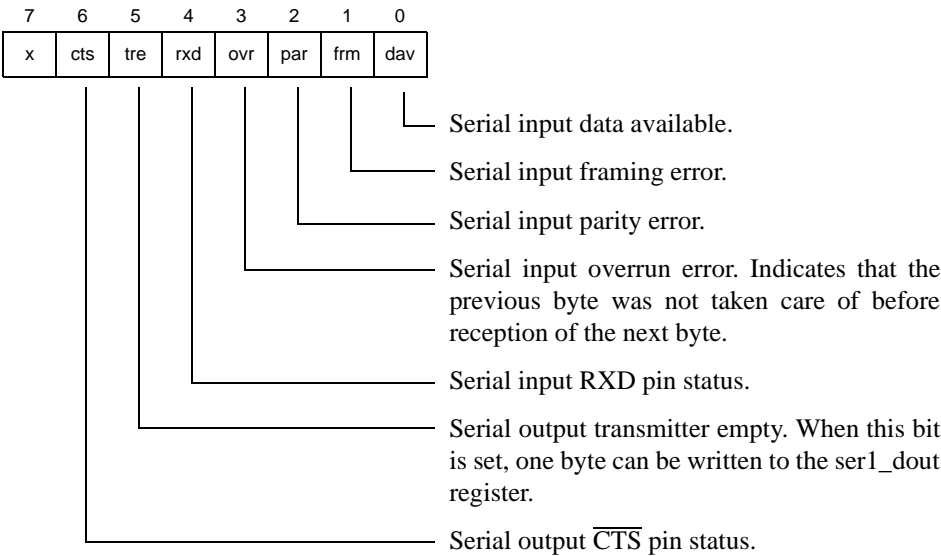 7 6 5 4 3 2 1 0
x cts tre rxd ovr par frm dav
Serial input data available.
Serial input framing error.
Serial input parity error.
Serial input overrun error. Indicates that the
previous byte was not taken care of before
reception of the next byte.
Serial input RXD pin status.
Serial output transmitter empty. When this bit
is set, one byte can be written to the ser1_dout
register.
Serial output C̅T̅S̅ pin status.